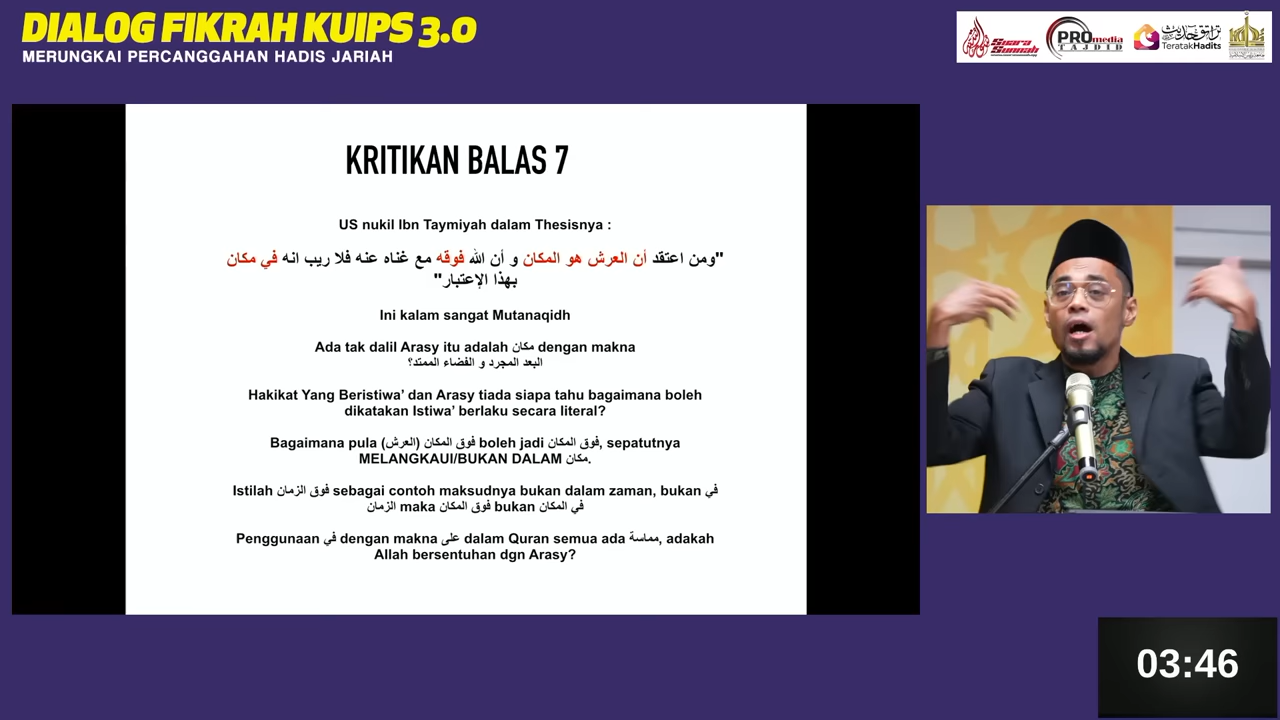 DIALOG FIKRAH KUIPS 3.0
MERUNGKAI PERCANGGAHAN HADIS JARIAH
Suara Sunnah
PROmedia
TAJDID
TeratakHadits
KRITIKAN BALAS 7
US nukil Ibn Taymiyah dalam Thesisnya :
"ومن اعتقد أن العرش هو المكان و أن الله فوقه مع غناه عنه فلا ريب انه في مكان
بهذا الإعتبار"
Ini kalam sangat Mutanaqidh
Ada tak dalil Arasy itu adalah مكان dengan makna
البعد المجرد و الفضاء الممتد؟
Hakikat Yang Beristiwa' dan Arasy tiada siapa tahu bagaimana boleh
dikatakan Istiwa' berlaku secara literal?
Bagaimana pula (العرش) فوق المكان boleh jadi فوق المكان, sepatutnya
MELANGKAUI/BUKAN DALAM مكان.
Istilah فوق الزمان sebagai contoh maksudnya bukan dalam zaman, bukan في
الزمان maka فوق المكان bukan في المكان
Penggunaan في dengan makna على dalam Quran semua ada مماسة, adakah
Allah bersentuhan dgn Arasy?
03:46